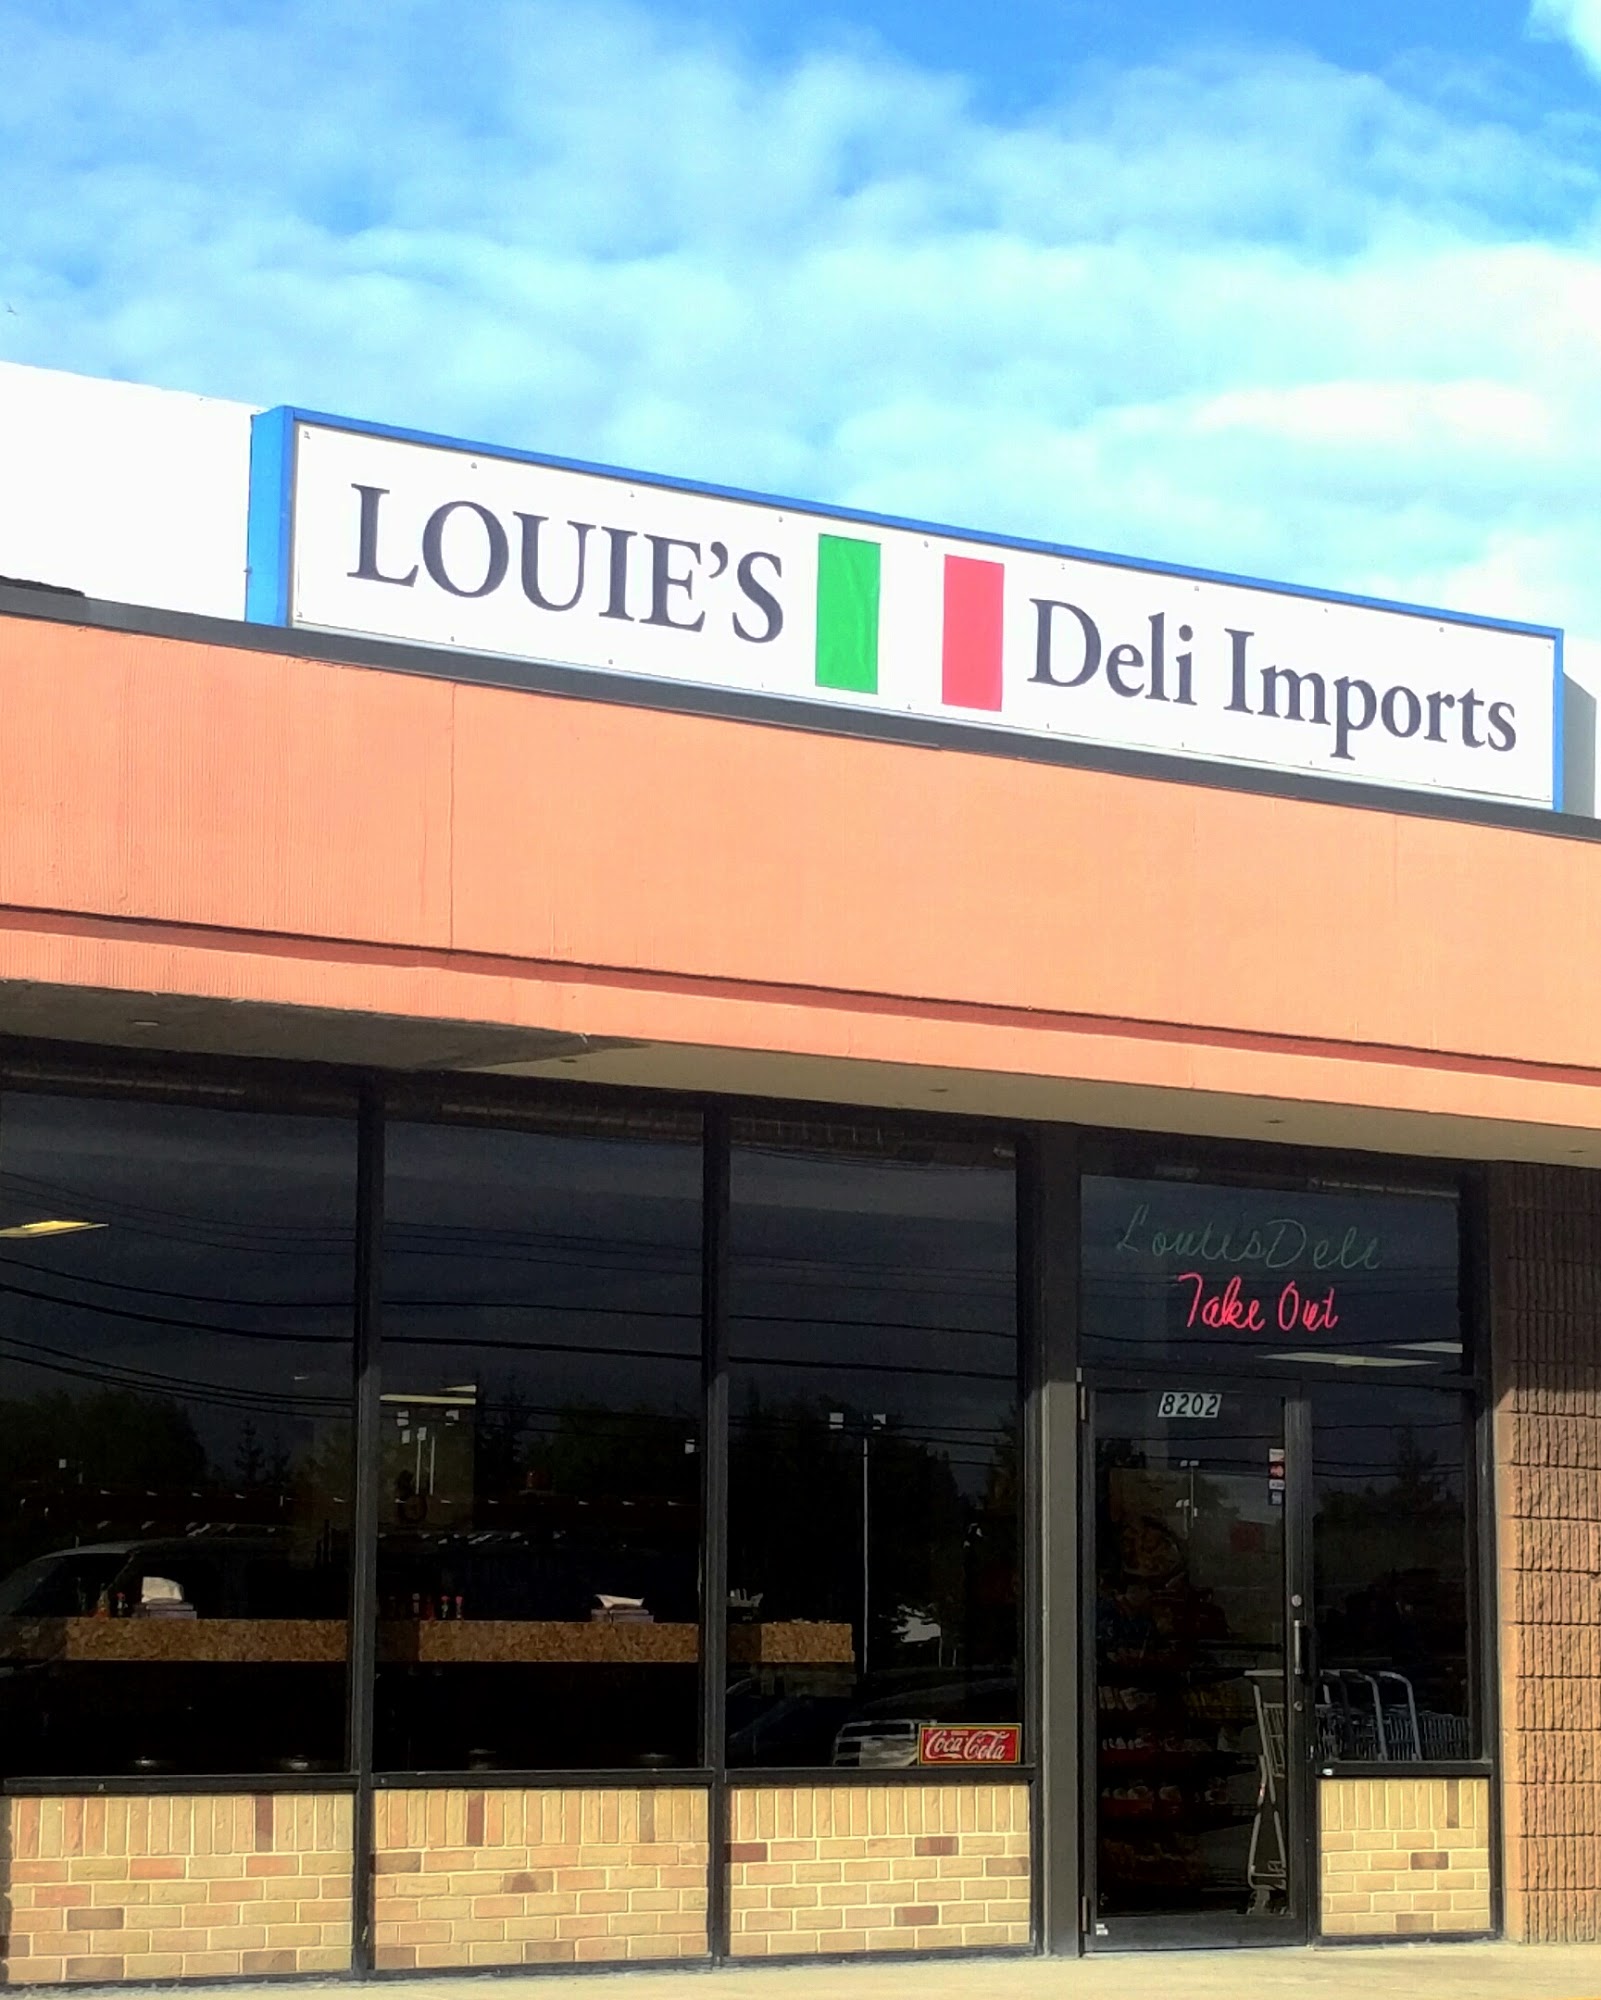 LOUIE'S Deli Imports
Louie's Deli
Take Out
8202
Coca-Cola